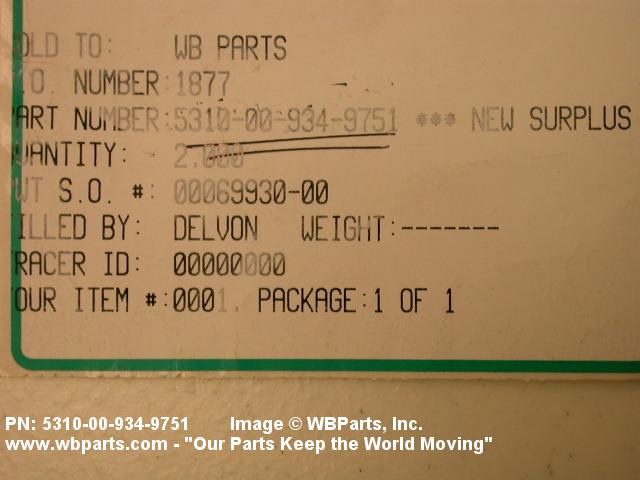 OLD TO: WB PARTS
.O. NUMBER:1877
ART NUMBER:5310-00-934-9751 *** NEW SURPLUS
UANTITY: 2.000
WT S.O. #: 00069930-00
ILLED BY: DELVON WEIGHT:-------
RACER ID: 00000000
OUR ITEM #:0001, PACKAGE:1 OF 1
PN: 5310-00-934-9751 Image © WBParts, Inc.
www.wbparts.com - "Our Parts Keep the World Moving"